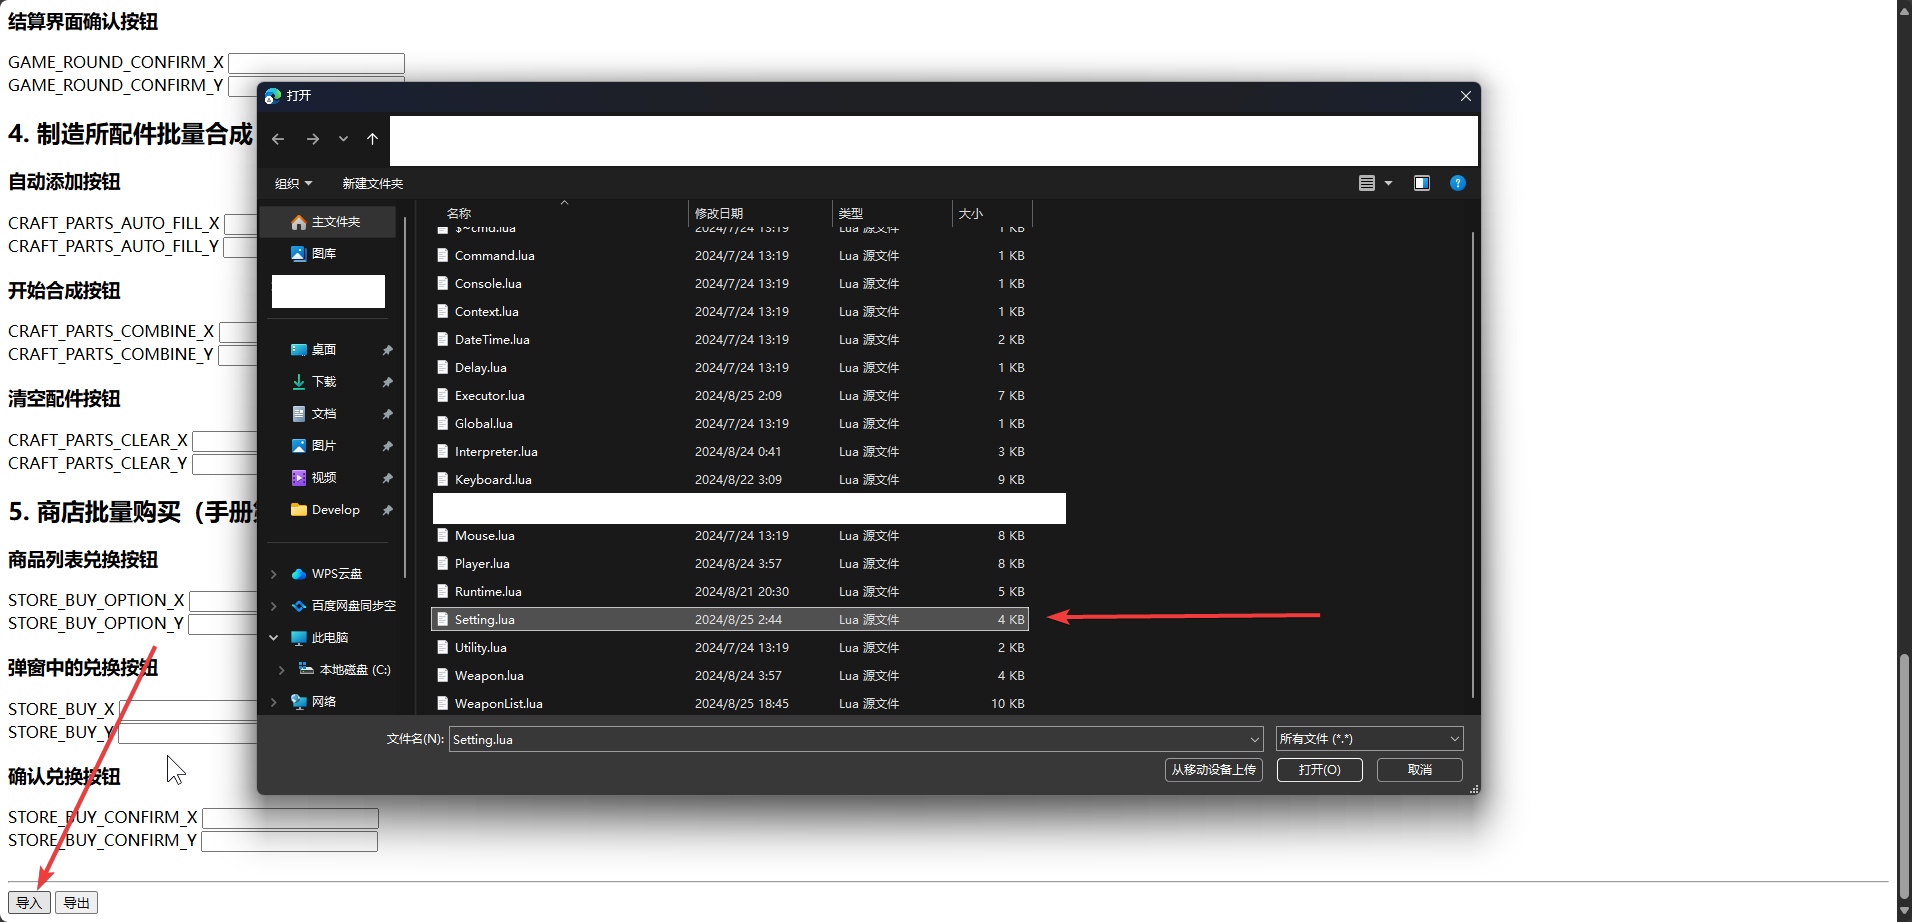 结算界面确认按钮
GAME_ROUND_CONFIRM_X
GAME_ROUND_CONFIRM_Y
4. 制造所配件批量合成
自动添加按钮
CRAFT_PARTS_AUTO_FILL_X
CRAFT_PARTS_AUTO_FILL_Y
开始合成按钮
CRAFT_PARTS_COMBINE_X
CRAFT_PARTS_COMBINE_Y
清空配件按钮
CRAFT_PARTS_CLEAR_X
CRAFT_PARTS_CLEAR_Y
5. 商店批量购买（手册
商品列表兑换按钮
STORE_BUY_OPTION_X
STORE_BUY_OPTION_Y
弹窗中的兑换按钮
STORE_BUY_X
STORE_BUY_Y
确认兑换按钮
STORE_BUY_CONFIRM_X
STORE_BUY_CONFIRM_Y
导入 导出
打开
组织 新建文件夹
主文件夹
图库
桌面
下载
文档
图片
视频
Develop
WPS云盘
百度网盘同步空
此电脑
本地磁盘 (C:)
网络
名称 修改日期 类型 大小
$~cmd.lua 2024/7/24 13:19 Lua 源文件 1 KB
Command.lua 2024/7/24 13:19 Lua 源文件 1 KB
Console.lua 2024/7/24 13:19 Lua 源文件 1 KB
Context.lua 2024/7/24 13:19 Lua 源文件 1 KB
DateTime.lua 2024/7/24 13:19 Lua 源文件 2 KB
Delay.lua 2024/7/24 13:19 Lua 源文件 1 KB
Executor.lua 2024/8/25 2:09 Lua 源文件 7 KB
Global.lua 2024/7/24 13:19 Lua 源文件 1 KB
Interpreter.lua 2024/8/24 0:41 Lua 源文件 3 KB
Keyboard.lua 2024/8/22 3:09 Lua 源文件 9 KB
Mouse.lua 2024/7/24 13:19 Lua 源文件 8 KB
Player.lua 2024/8/24 3:57 Lua 源文件 8 KB
Runtime.lua 2024/8/21 20:30 Lua 源文件 5 KB
Setting.lua 2024/8/25 2:44 Lua 源文件 4 KB
Utility.lua 2024/7/24 13:19 Lua 源文件 2 KB
Weapon.lua 2024/8/24 3:57 Lua 源文件 4 KB
WeaponList.lua 2024/8/25 18:45 Lua 源文件 10 KB
文件名(N): Setting.lua 所有文件 (*.*)
从移动设备上传 打开(O) 取消